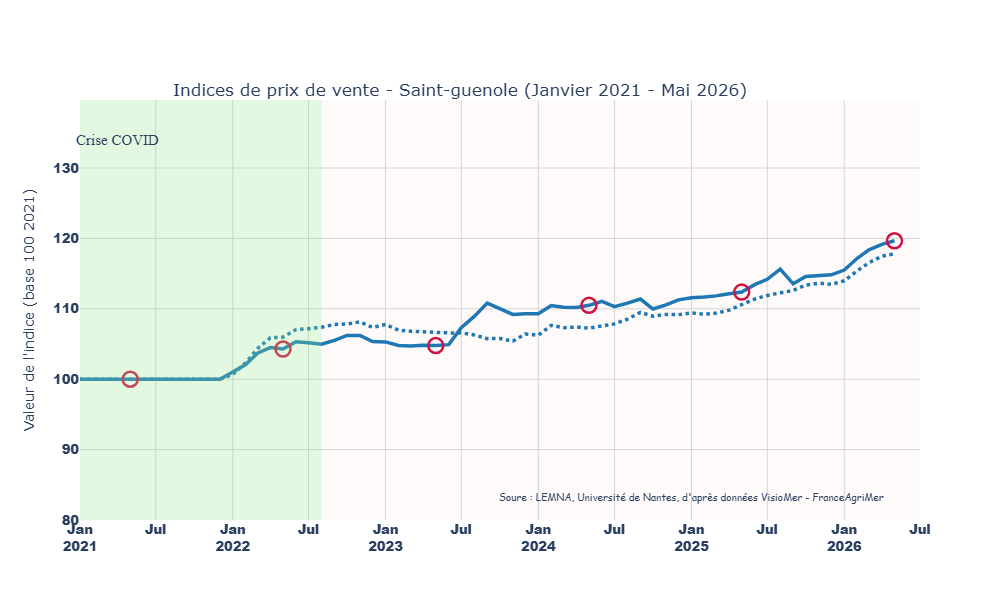 Indices de prix de vente - Saint-guenole (Janvier 2021 - Mai 2026)
Crise COVID
Valeur de l'indice (base 100 2021)
130
120
110
100
90
80
Soure : LEMNA, Université de Nantes, d'après données VisioMer - FranceAgriMer
Jan Jul Jan Jul Jan Jul Jan Jul Jan Jul Jan Jul
2021 2022 2023 2024 2025 2026